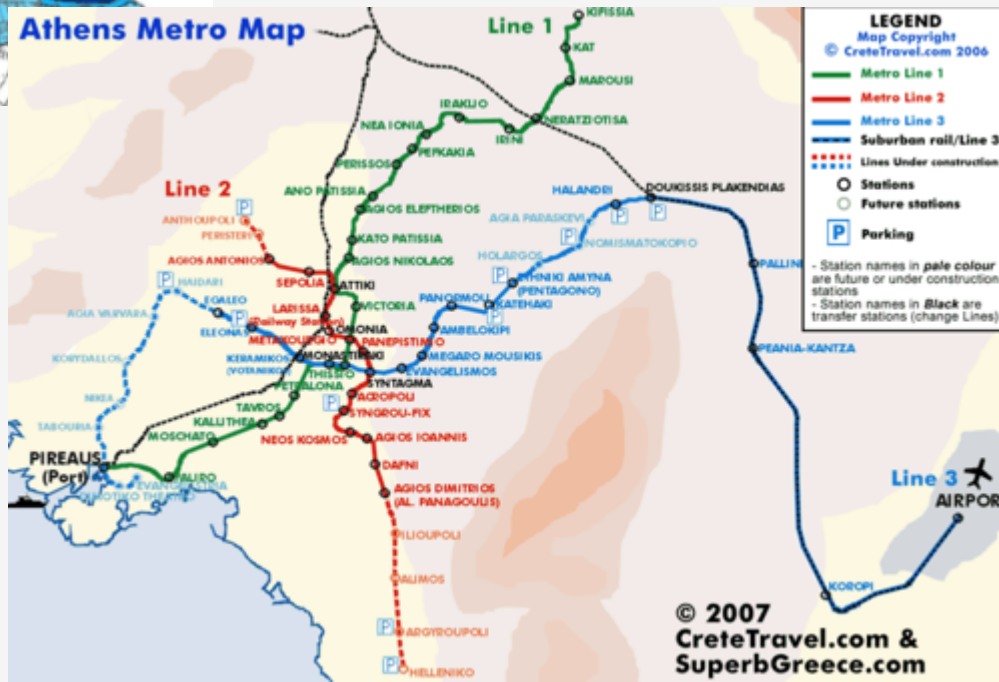 Athens Metro Map
Line 1
KIFISSIA
KAT
MAROUSI
NERATZIOTISA
IRINI
IRAKLIO
NEA IONIA
PEFKAKIA
PERISSOS
ANO PATISSIA
AGIOS ELEFTHERIOS
KATO PATISSIA
AGIOS NIKOLAOS
ATTIKI
VICTORIA
OMONIA
MONASTIRAKI
THISSIO
PETRALONA
TAVROS
KALLITHEA
MOSCHATO
FALIRO
PIREAUS
(Port)
Line 2
ANTHOUPOLI
PERISTERI
AGIOS ANTONIOS
SEPOLIA
LARISSA
(Railway Station)
METAXOURGIO
PANEPISTIMIO
SYNTAGMA
ACROPOLI
SYNGROU-FIX
NEOS KOSMOS
AGIOS IOANNIS
DAFNI
AGIOS DIMITRIOS
(AL. PANAGOULIS)
ILIOUPOLI
ALIMOS
ARGYROUPOLI
HELLENIKO
P
HAIDARI
AGIA VARVARA
KORYDALLOS
NIKEA
TABOURIA
EGALEO
ELEONAS
KERAMIKOS
(VOTANIKOS)
EVANGELISMOS
MEGARO MOUSIKIS
AMBELOKIPI
PANORMOU
KATEHAKI
ETHNIKI AMYNA
(PENTAGONO)
HOLARGOS
NOMISMATOKOPIO
AGIA PARASKEVI
HALANDRI
DOUKISSIS PLAKENDIAS
PALLINI
PEANIA-KANTZA
KOROPI
Line 3
AIRPOR
LEGEND
Map Copyright
© CreteTravel.com 2006
Metro Line 1
Metro Line 2
Metro Line 3
Suburban rail/Line 3
Lines Under construction
Stations
Future stations
P Parking
- Station names in pale colour
are future or under construction
stations
- Station names in Black are
transfer stations (change Lines)
© 2007
CreteTravel.com &
SuperbGreece.com